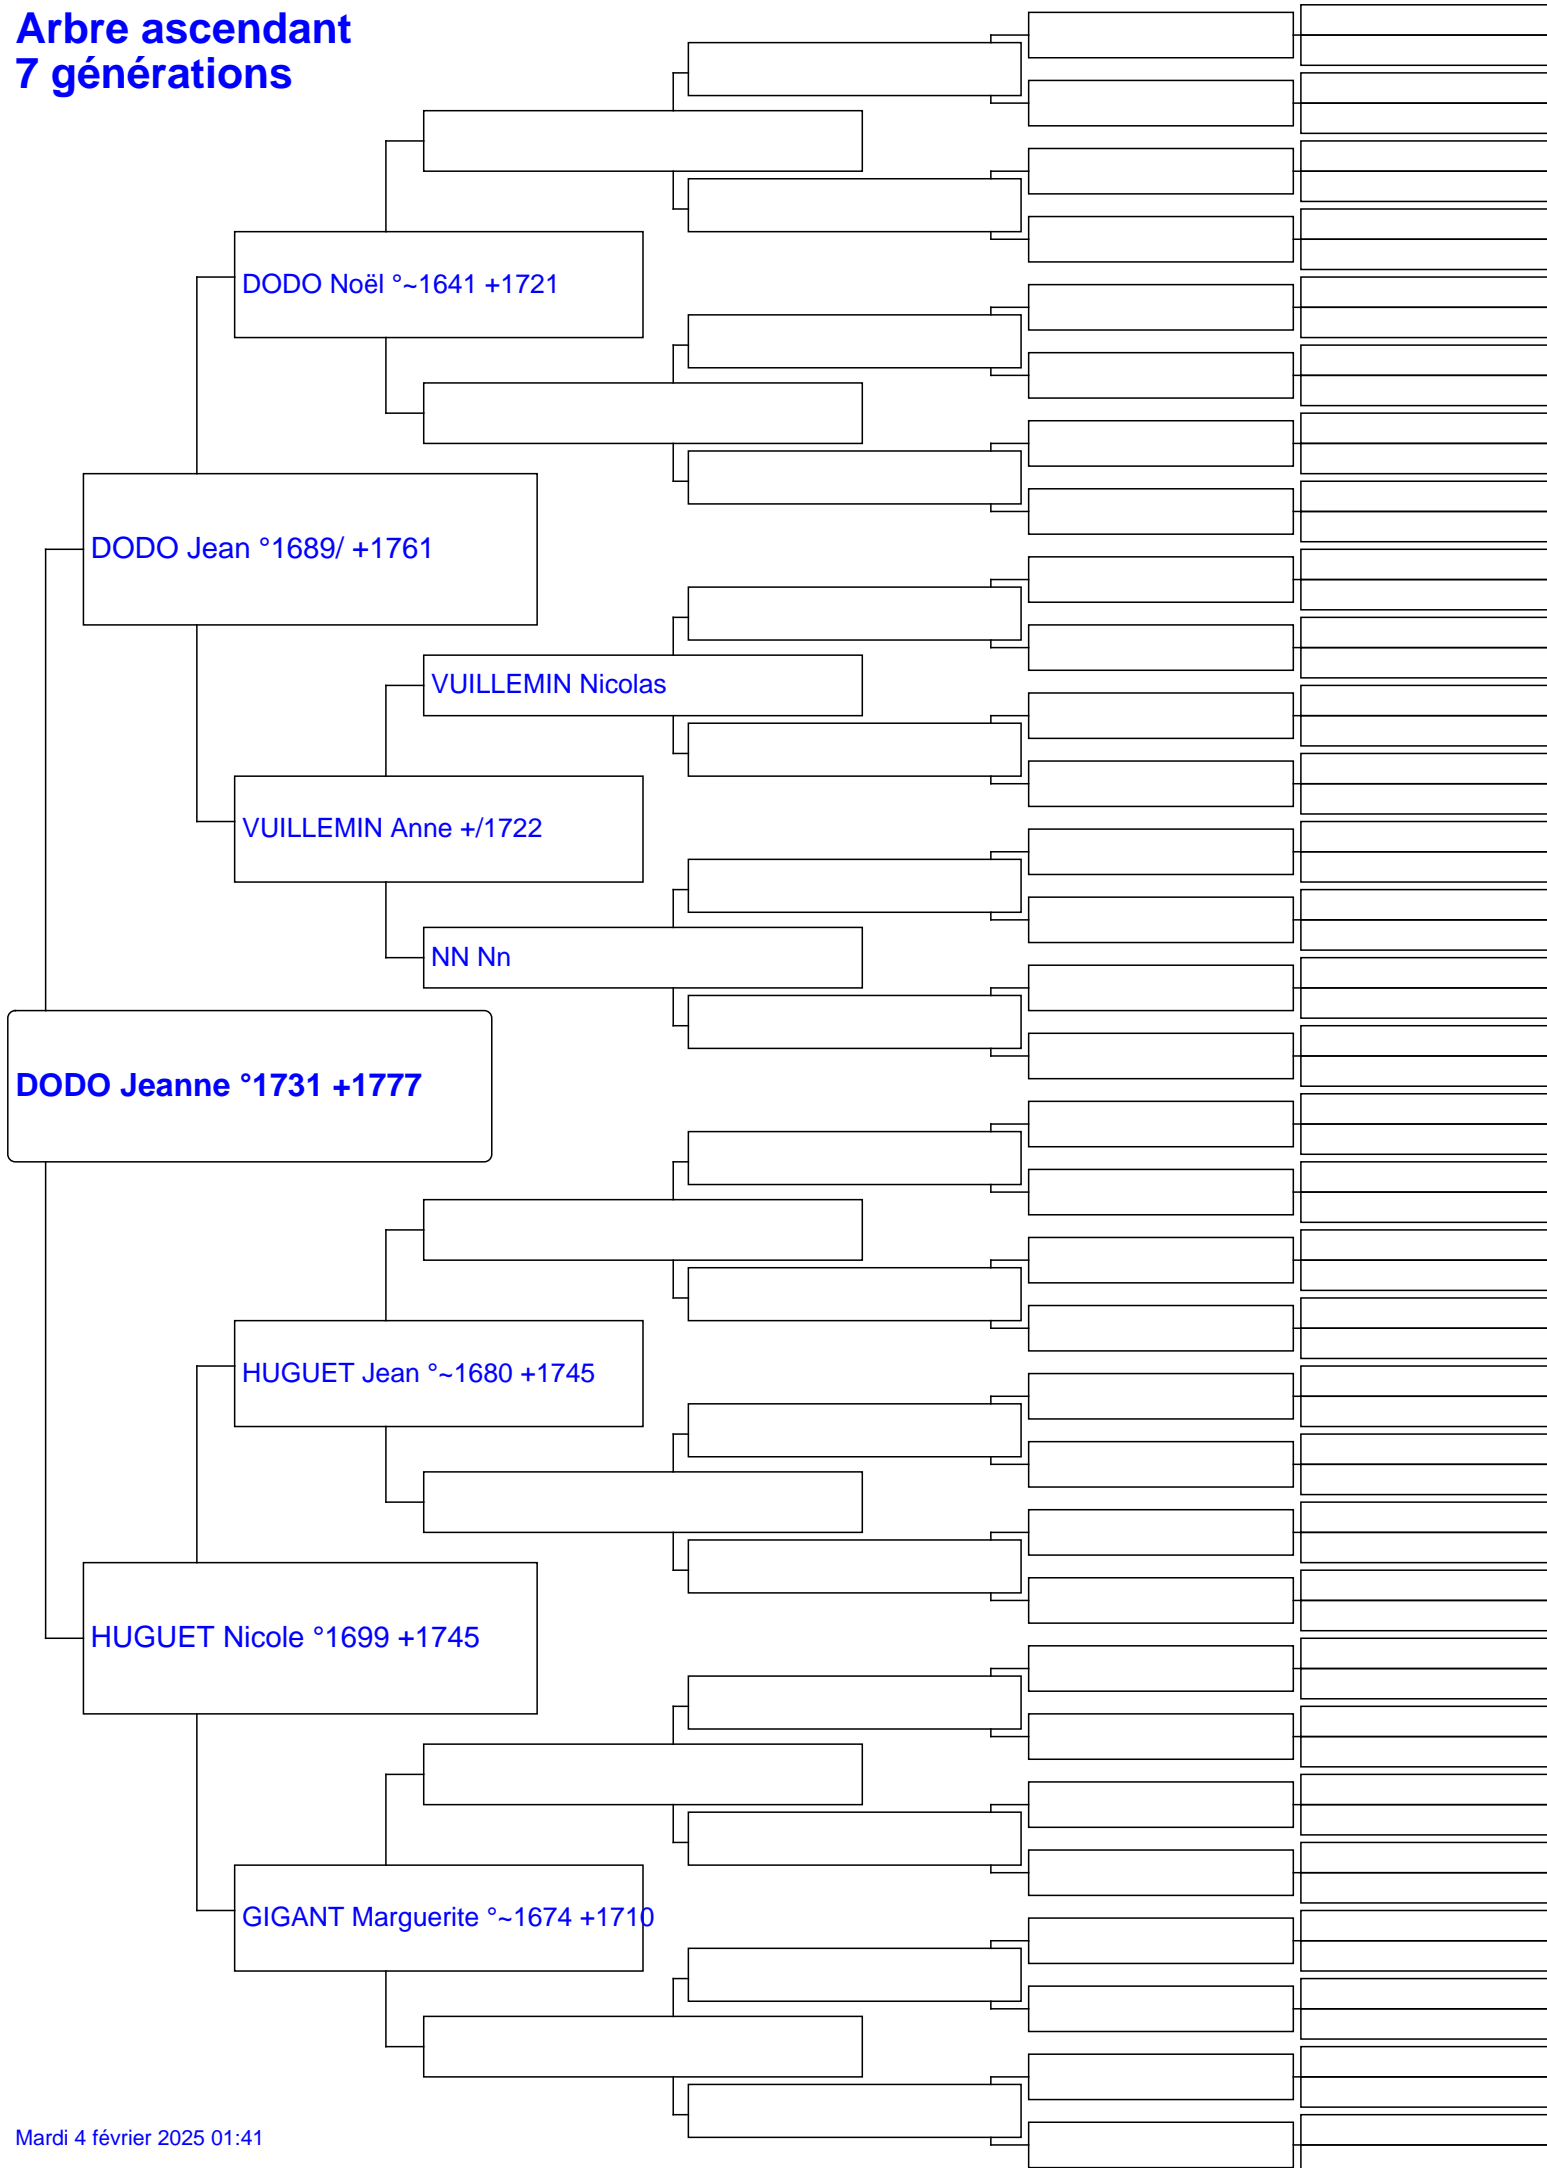 Arbre ascendant
7 générations
DODO Noël °~1641 +1721
DODO Jean °1689/ +1761
VUILLEMIN Nicolas
VUILLEMIN Anne +/1722
NN Nn
DODO Jeanne °1731 +1777
HUGUET Jean °~1680 +1745
HUGUET Nicole °1699 +1745
GIGANT Marguerite °~1674 +1710
Mardi 4 février 2025 01:41